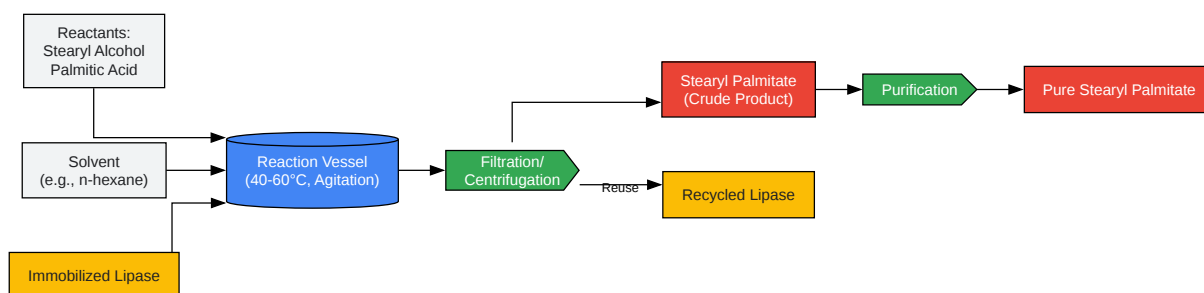 Reactants:
Stearyl Alcohol
Palmitic Acid
Solvent
(e.g., n-hexane)
Immobilized Lipase
Reaction Vessel
(40-60°C, Agitation)
Filtration/
Centrifugation
Stearyl Palmitate
(Crude Product)
Purification
Pure Stearyl Palmitate
Reuse
Recycled Lipase